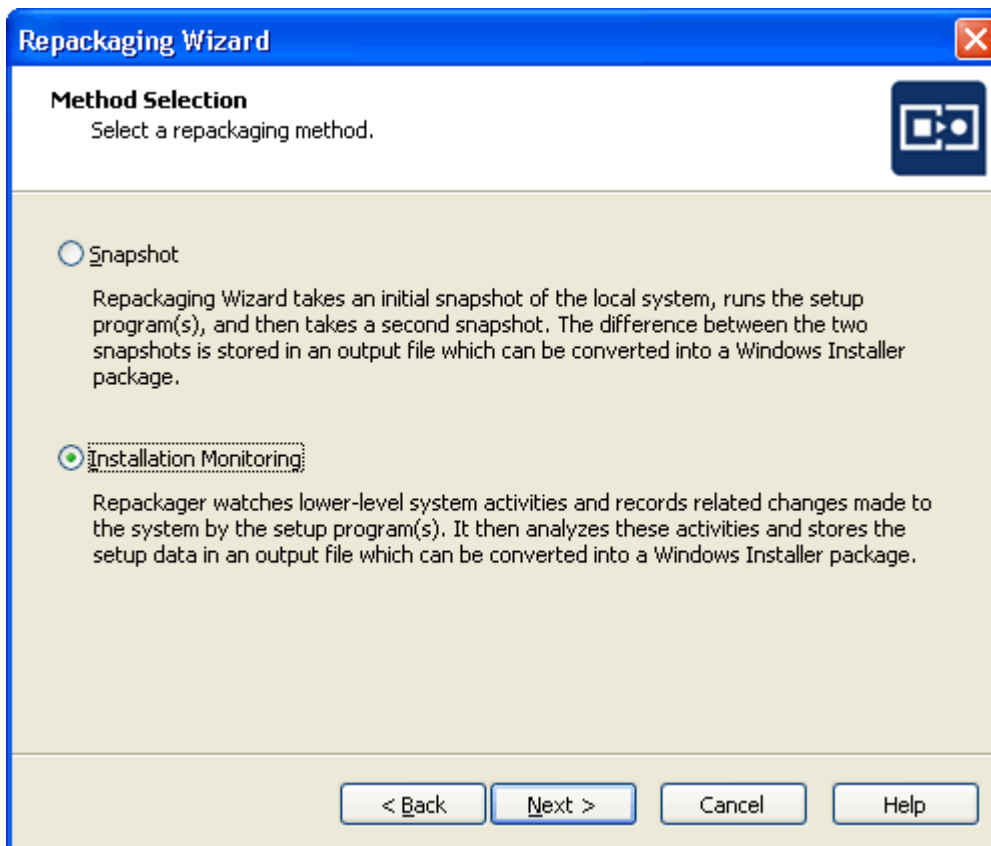 Repackaging Wizard
Method Selection
Select a repackaging method.
Snapshot
Repackaging Wizard takes an initial snapshot of the local system, runs the setup
program(s), and then takes a second snapshot. The difference between the two
snapshots is stored in an output file which can be converted into a Windows Installer
package.
Installation Monitoring
Repackager watches lower-level system activities and records related changes made to
the system by the setup program(s). It then analyzes these activities and stores the
setup data in an output file which can be converted into a Windows Installer package.
< Back Next > Cancel Help